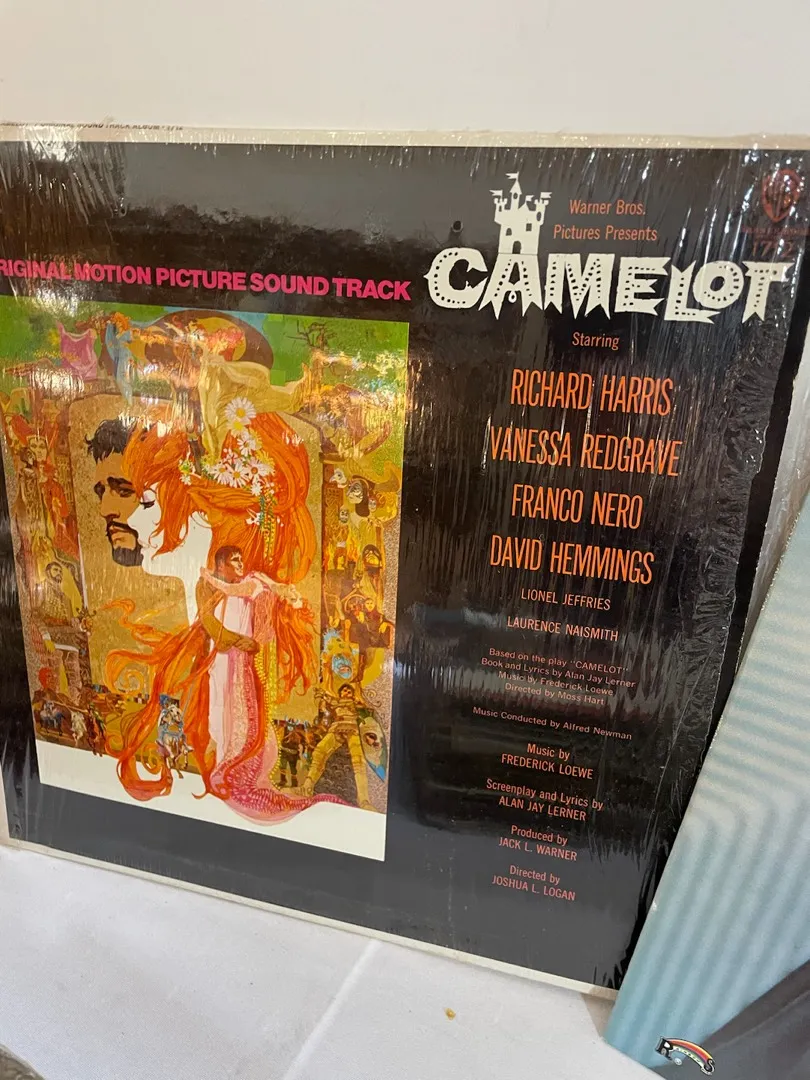 RIGINAL MOTION PICTURE SOUND TRACK
Warner Bros.
Pictures Presents
CAMELOT
Starring
RICHARD HARRIS
VANESSA REDGRAVE
FRANCO NERO
DAVID HEMMINGS
LIONEL JEFFRIES
LAURENCE NAISMITH
Based on the play "CAMELOT"
Book and Lyrics by Alan Jay Lerner
Music by Frederick Loewe
Directed by Moss Hart
Music Conducted by Alfred Newman
Music by
FREDERICK LOEWE
Screenplay and Lyrics by
ALAN JAY LERNER
Produced by
JACK L. WARNER
Directed by
JOSHUA L. LOGAN